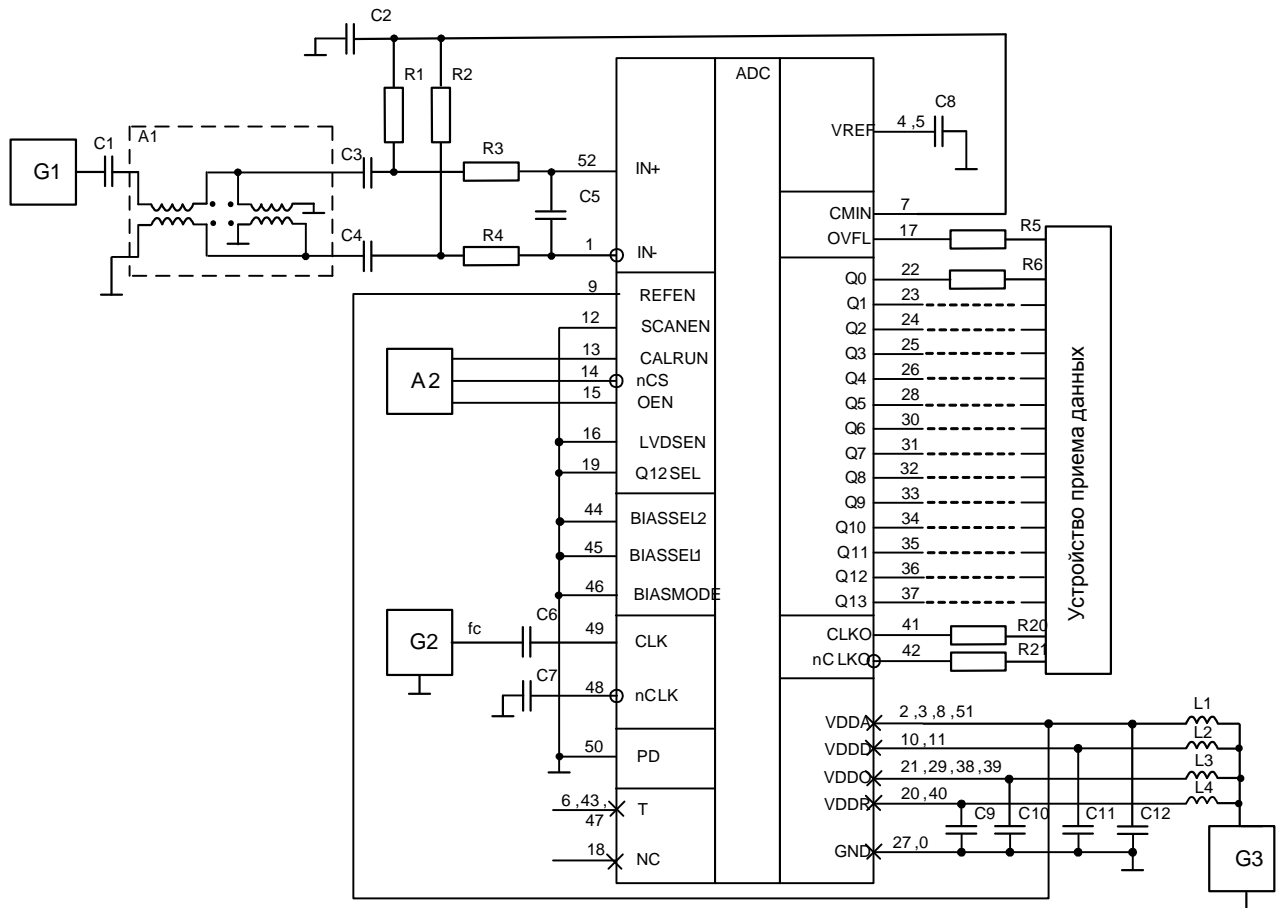 C2
R1
R2
ADC
C8
VREF
4 ,5
A1
C1
G1
C3
R3
52
IN+
C5
CMIN
7
OVFL
17
R5
C4
R4
1
IN-
Q0
22
R6
9
REFEN
Q1
23
12
SCANEN
Q2
24
13
CALRUN
Q3
25
A2
14
nCS
Q4
26
15
OEN
Q5
28
16
LVDSEN
Q6
30
Q7
31
19
Q12SEL
Q8
32
Q9
33
44
BIASSEL2
Q10
34
45
BIASSEL1
Q11
35
Q12
36
46
BIASMODE
Q13
37
Устройство приема данных
G2
fc
C6
49
CLK
CLKO
41
R20
nCLKO
42
R21
C7
48
nCLK
VDDA
2 ,3 ,8 ,51
L1
50
PD
VDDD
10 ,11
L2
VDDO
21 ,29 ,38 ,39
L3
VDDR
20 ,40
L4
6 ,43 ,
47
T
C9
C10
C11
C12
18
NC
GND
27 ,0
G3